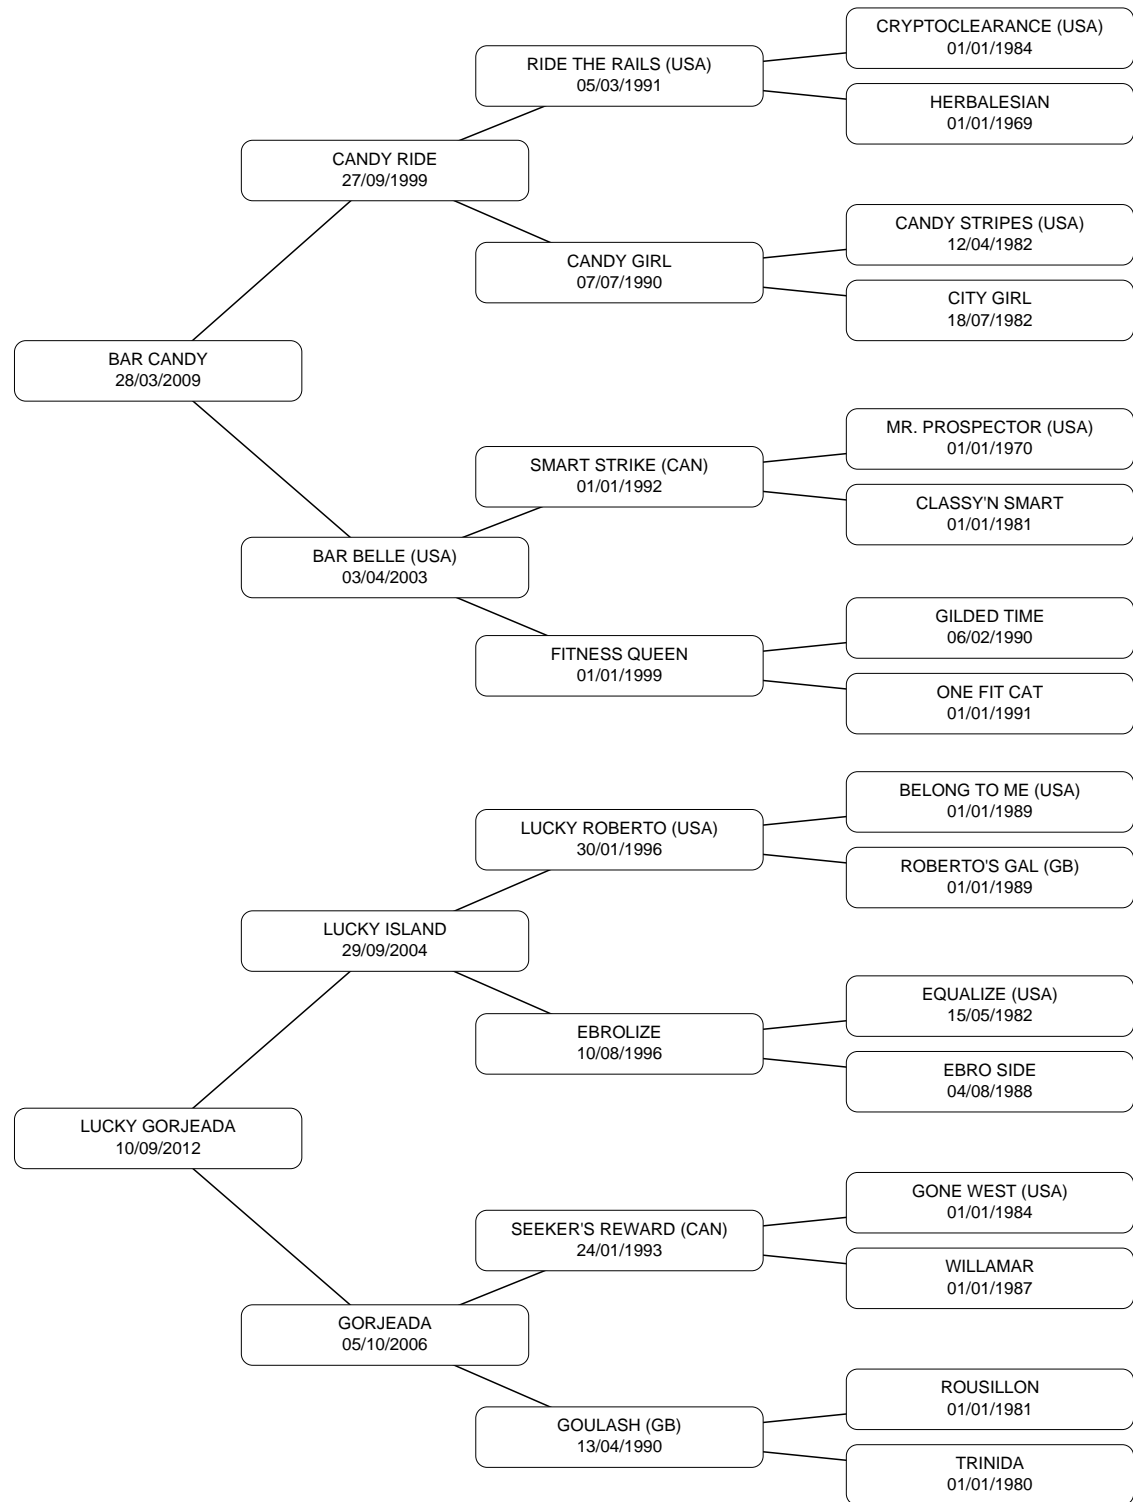 CRYPTOCLEARANCE (USA)
01/01/1984
RIDE THE RAILS (USA)
05/03/1991
HERBALESIAN
01/01/1969
CANDY RIDE
27/09/1999
CANDY STRIPES (USA)
12/04/1982
CANDY GIRL
07/07/1990
CITY GIRL
18/07/1982
BAR CANDY
28/03/2009
MR. PROSPECTOR (USA)
01/01/1970
SMART STRIKE (CAN)
01/01/1992
CLASSY'N SMART
01/01/1981
BAR BELLE (USA)
03/04/2003
GILDED TIME
06/02/1990
FITNESS QUEEN
01/01/1999
ONE FIT CAT
01/01/1991
BELONG TO ME (USA)
01/01/1989
LUCKY ROBERTO (USA)
30/01/1996
ROBERTO'S GAL (GB)
01/01/1989
LUCKY ISLAND
29/09/2004
EQUALIZE (USA)
15/05/1982
EBROLIZE
10/08/1996
EBRO SIDE
04/08/1988
LUCKY GORJEADA
10/09/2012
GONE WEST (USA)
01/01/1984
SEEKER'S REWARD (CAN)
24/01/1993
WILLAMAR
01/01/1987
GORJEADA
05/10/2006
ROUSILLON
01/01/1981
GOULASH (GB)
13/04/1990
TRINIDA
01/01/1980